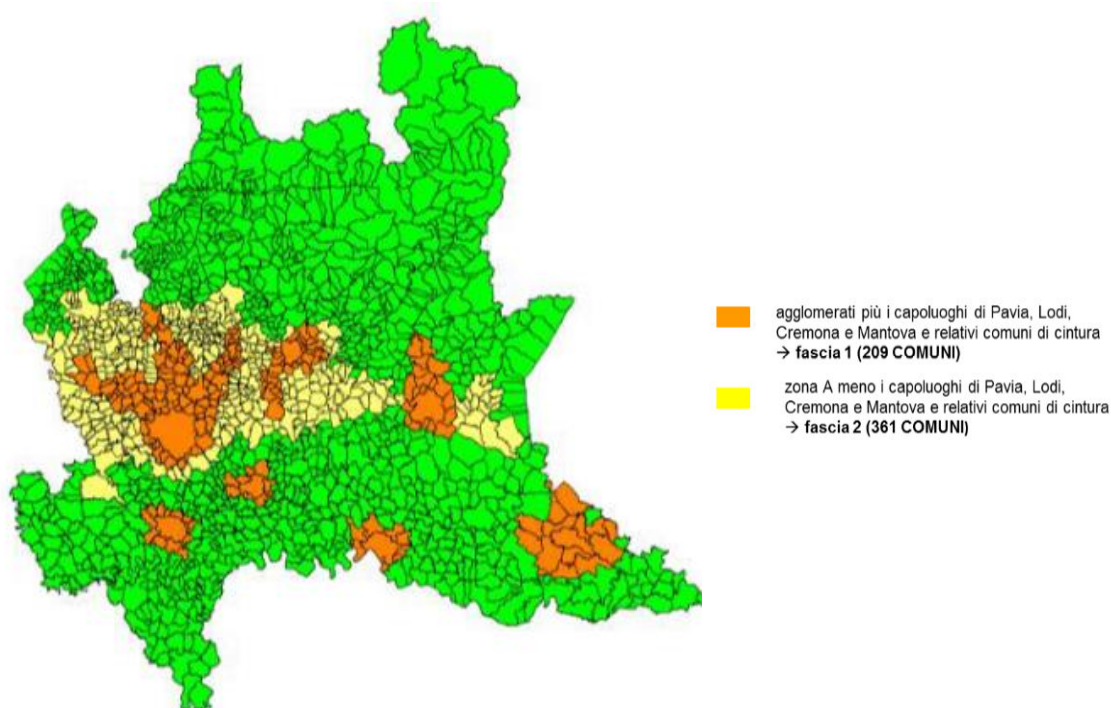 agglomerati più i capoluoghi di Pavia, Lodi,
Cremona e Mantova e relativi comuni di cintura
→ fascia 1 (209 COMUNI)
zona A meno i capoluoghi di Pavia, Lodi,
Cremona e Mantova e relativi comuni di cintura
→ fascia 2 (361 COMUNI)